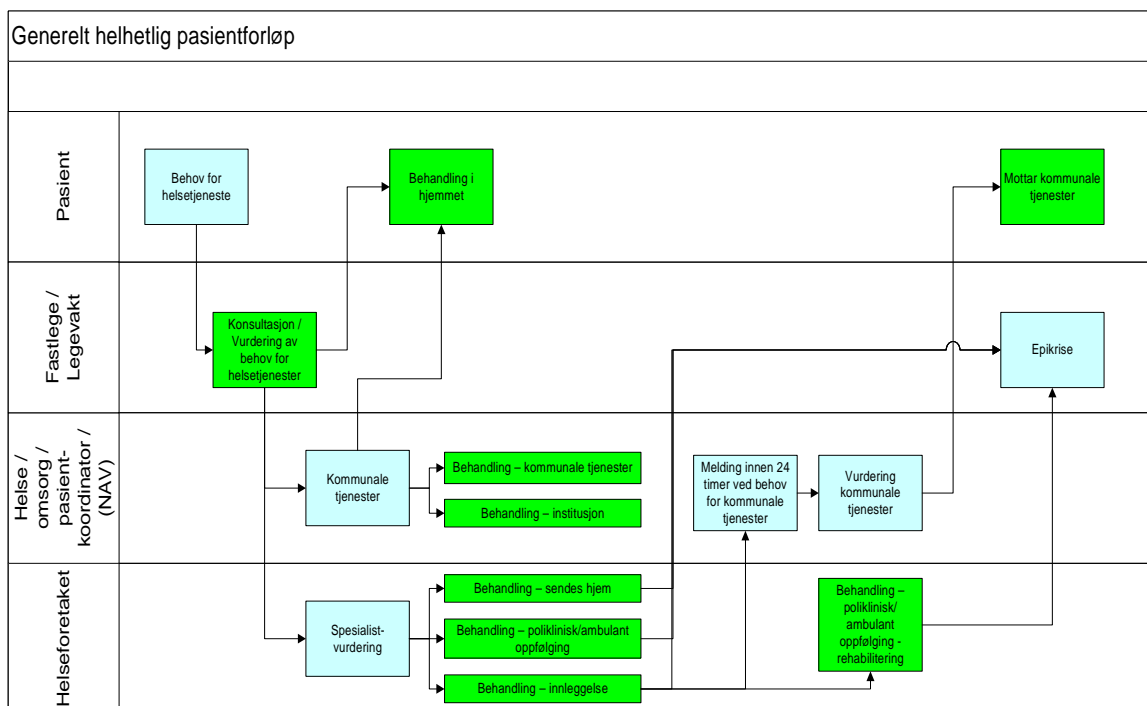 Generelt helhetlig pasientforløp
Pasient
Behov for
helsetjeneste
Behandling i
hjemmet
Mottar kommunale
tjenester
Fastlege /
Legevakt
Konsultasjon /
Vurdering av
behov for
helsetjenester
Epikrise
Helse /
omsorg /
pasient-
koordinator /
(NAV)
Kommunale
tjenester
Behandling – kommunale tjenester
Behandling – institusjon
Melding innen 24
timer ved behov
for kommunale
tjenester
Vurdering
kommunale
tjenester
Helseforetaket
Spesialist-
vurdering
Behandling – sendes hjem
Behandling – poliklinisk/ambulant
oppfølging
Behandling – innleggelse
Behandling –
poliklinisk/
ambulant
oppfølging -
rehabilitering